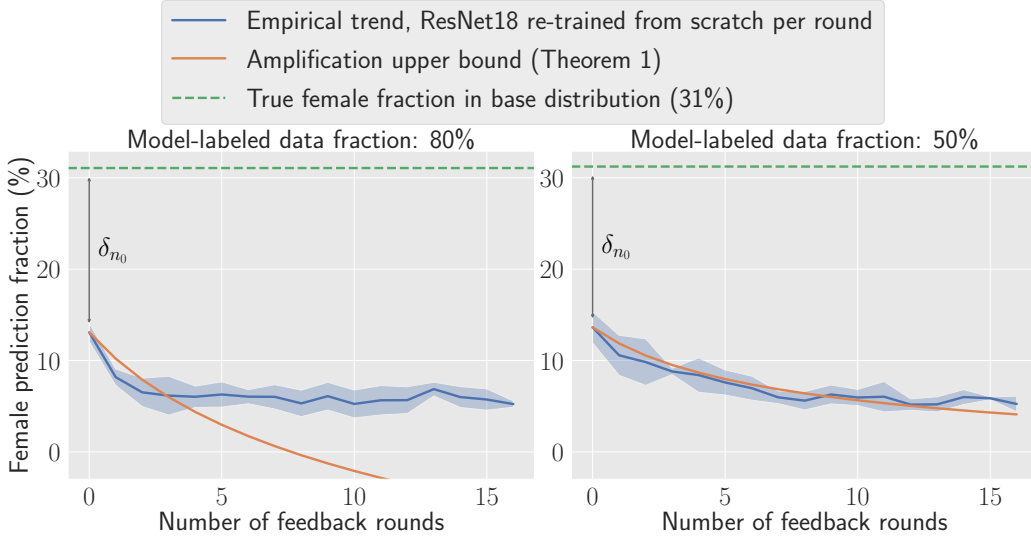 Empirical trend, ResNet18 re-trained from scratch per round
Amplification upper bound (Theorem 1)
True female fraction in base distribution (31%)
Model-labeled data fraction: 80%
Female prediction fraction (%)
30
20
10
0
δn₀
0
5
10
15
Number of feedback rounds
Model-labeled data fraction: 50%
30
20
10
0
δn₀
0
5
10
15
Number of feedback rounds